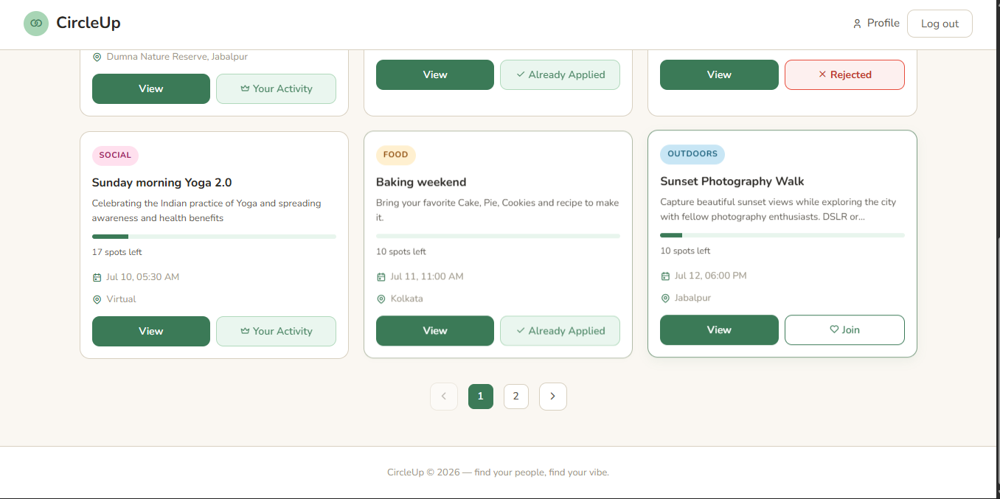 CircleUp
Profile
Log out
Dumna Nature Reserve, Jabalpur
View
Your Activity
View
Already Applied
View
Rejected
SOCIAL
Sunday morning Yoga 2.0
Celebrating the Indian practice of Yoga and spreading
awareness and health benefits
17 spots left
Jul 10, 05:30 AM
Virtual
View
Your Activity
FOOD
Baking weekend
Bring your favorite Cake, Pie, Cookies and recipe to make
it.
10 spots left
Jul 11, 11:00 AM
Kolkata
View
Already Applied
OUTDOORS
Sunset Photography Walk
Capture beautiful sunset views while exploring the city
with fellow photography enthusiasts. DSLR or...
10 spots left
Jul 12, 06:00 PM
Jabalpur
View
Join
1
2
CircleUp © 2026 — find your people, find your vibe.